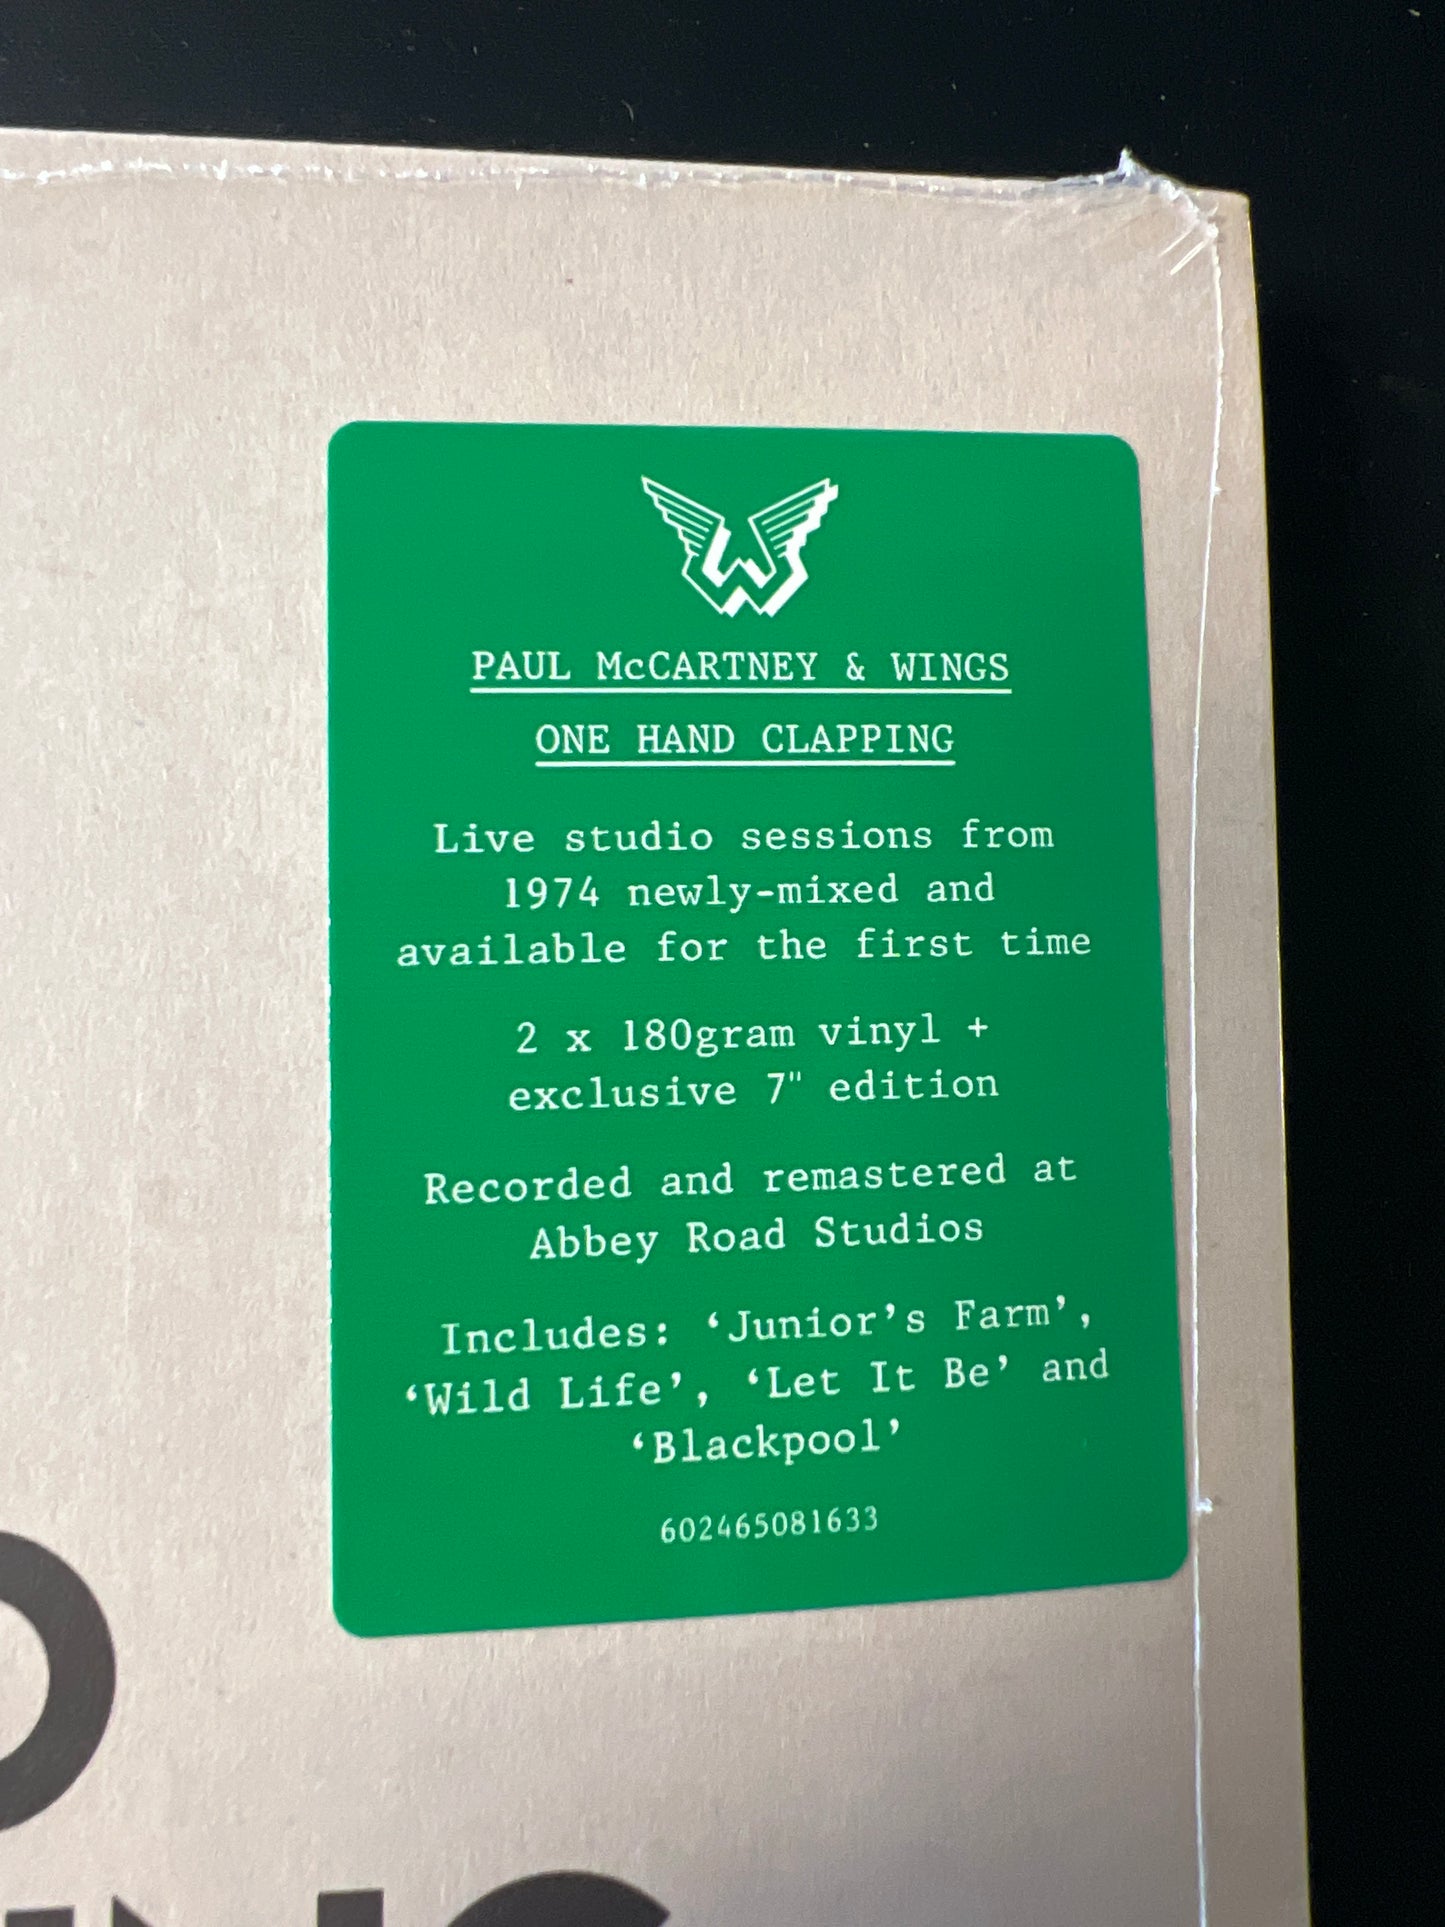 PAUL McCARTNEY & WINGS
ONE HAND CLAPPING
Live studio sessions from
1974 newly-mixed and
available for the first time
2 x 180gram vinyl +
exclusive 7" edition
Recorded and remastered at
Abbey Road Studios
Includes: ‘Junior’s Farm’,
‘Wild Life’, ‘Let It Be’ and
‘Blackpool’
602465081633